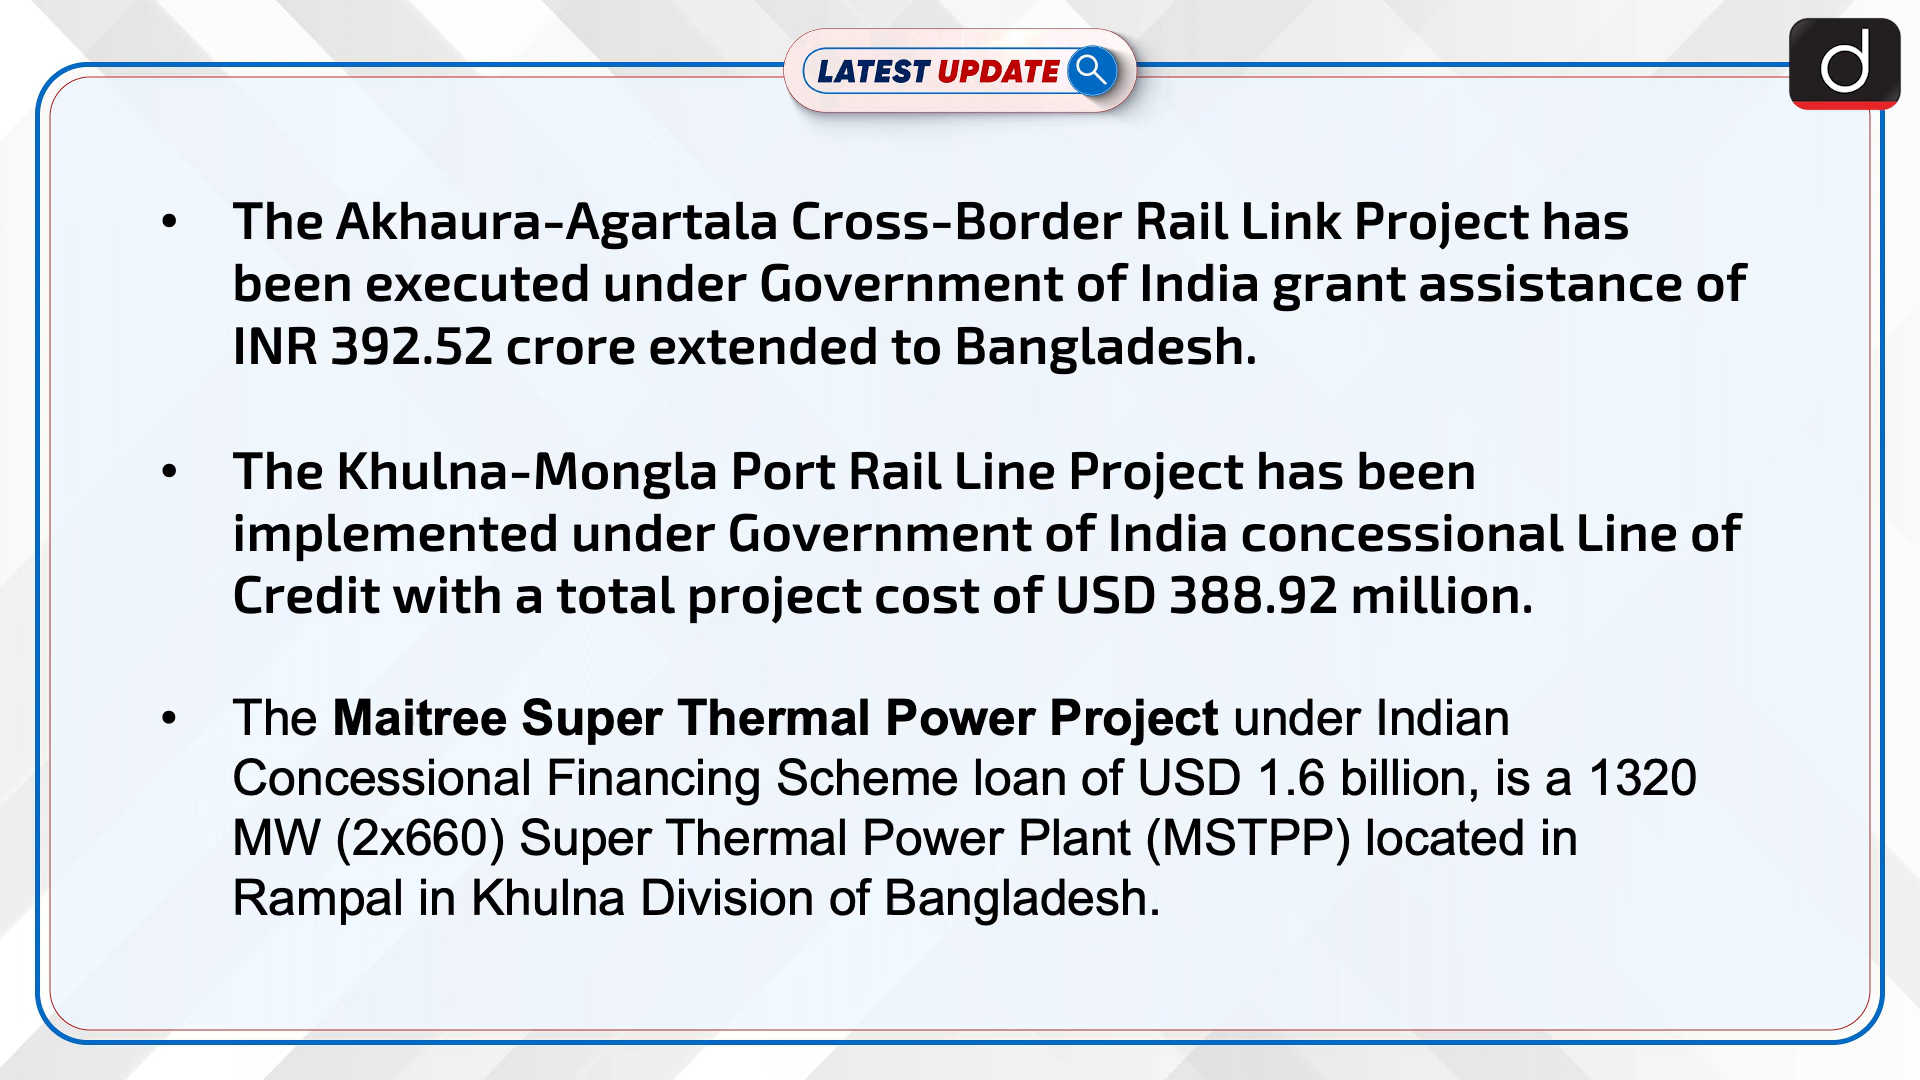 LATEST UPDATE
d
• The Akhaura-Agartala Cross-Border Rail Link Project has
been executed under Government of India grant assistance of
INR 392.52 crore extended to Bangladesh.
• The Khulna-Mongla Port Rail Line Project has been
implemented under Government of India concessional Line of
Credit with a total project cost of USD 388.92 million.
• The Maitree Super Thermal Power Project under Indian
Concessional Financing Scheme loan of USD 1.6 billion, is a 1320
MW (2x660) Super Thermal Power Plant (MSTPP) located in
Rampal in Khulna Division of Bangladesh.